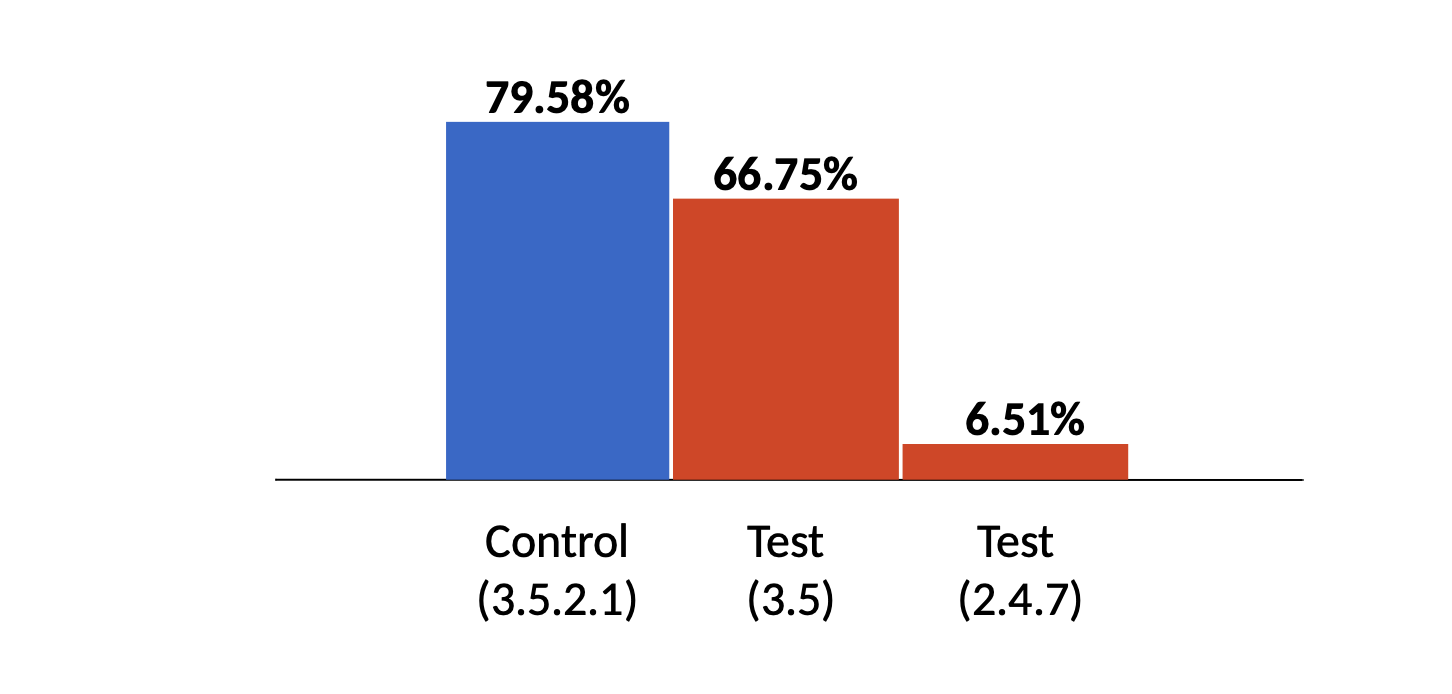 79.58%
66.75%
6.51%
Control Test Test
(3.5.2.1) (3.5) (2.4.7)